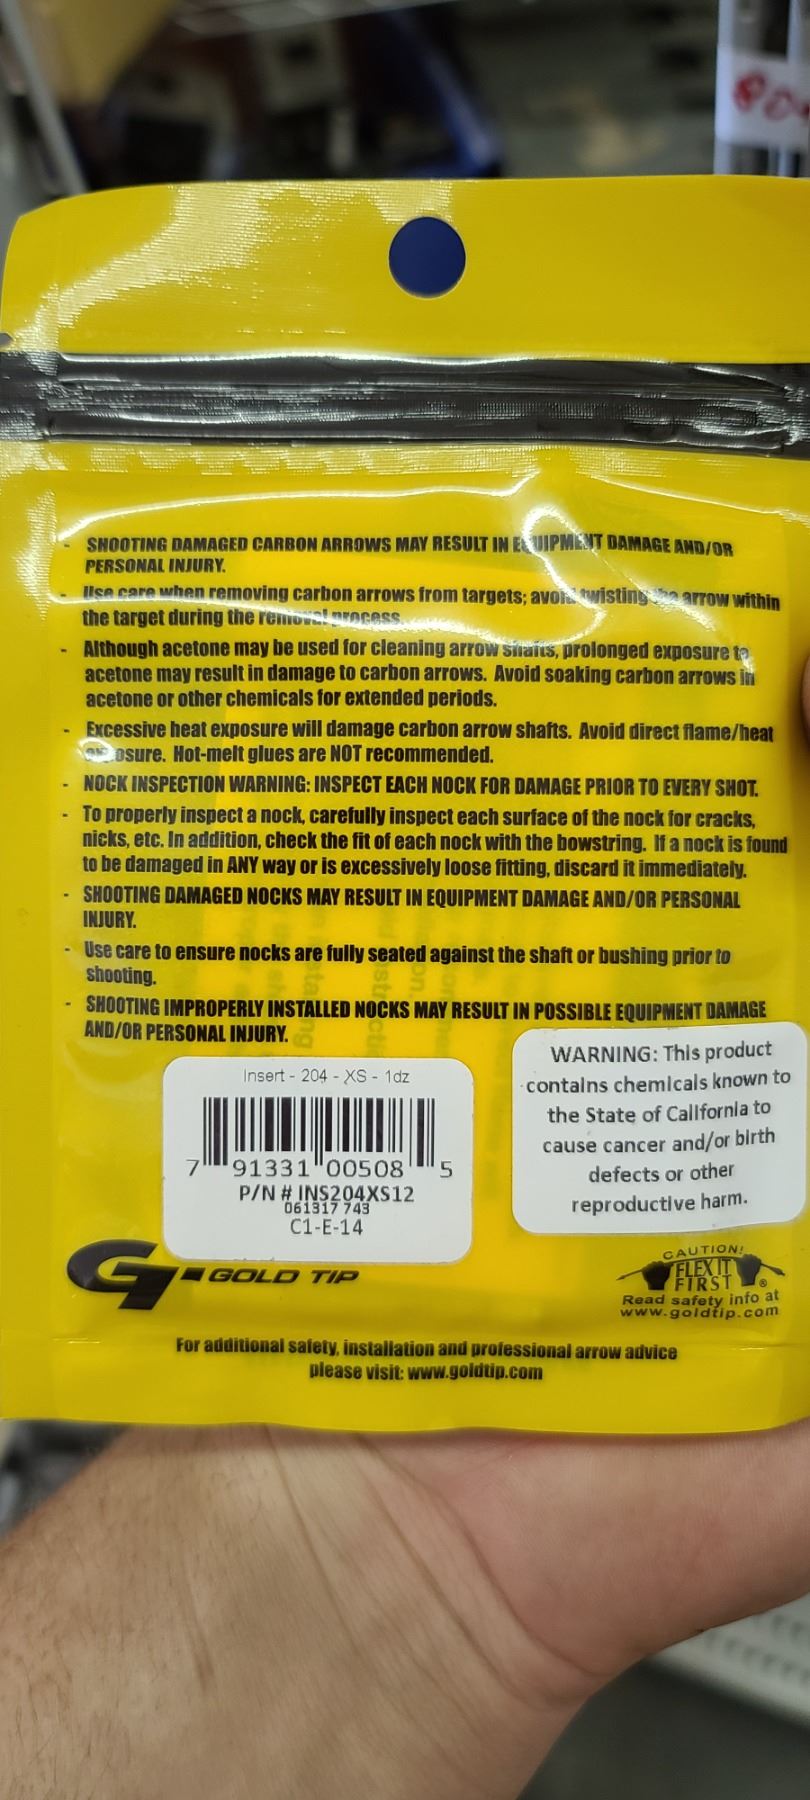 - SHOOTING DAMAGED CARBON ARROWS MAY RESULT IN EQUIPMENT DAMAGE AND/OR
PERSONAL INJURY.
- Use care when removing carbon arrows from targets; avoid twisting the arrow within
the target during the removal process.
- Although acetone may be used for cleaning arrow shafts, prolonged exposure to
acetone may result in damage to carbon arrows. Avoid soaking carbon arrows in
acetone or other chemicals for extended periods.
- Excessive heat exposure will damage carbon arrow shafts. Avoid direct flame/heat
exposure. Hot-melt glues are NOT recommended.
- NOCK INSPECTION WARNING: INSPECT EACH NOCK FOR DAMAGE PRIOR TO EVERY SHOT.
- To properly inspect a nock, carefully inspect each surface of the nock for cracks,
nicks, etc. In addition, check the fit of each nock with the bowstring. If a nock is found
to be damaged in ANY way or is excessively loose fitting, discard it immediately.
- SHOOTING DAMAGED NOCKS MAY RESULT IN EQUIPMENT DAMAGE AND/OR PERSONAL
INJURY.
- Use care to ensure nocks are fully seated against the shaft or bushing prior to
shooting.
- SHOOTING IMPROPERLY INSTALLED NOCKS MAY RESULT IN POSSIBLE EQUIPMENT DAMAGE
AND/OR PERSONAL INJURY.
Insert - 204 - XS - 1dz
7 91331 00508 5
P/N # INS204XS12
061317 743
C1-E-14
WARNING: This product
contains chemicals known to
the State of California to
cause cancer and/or birth
defects or other
reproductive harm.
GT GOLD TIP
CAUTION!
FLEX IT
FIRST ®
Read safety info at
www.goldtip.com
For additional safety, installation and professional arrow advice
please visit: www.goldtip.com